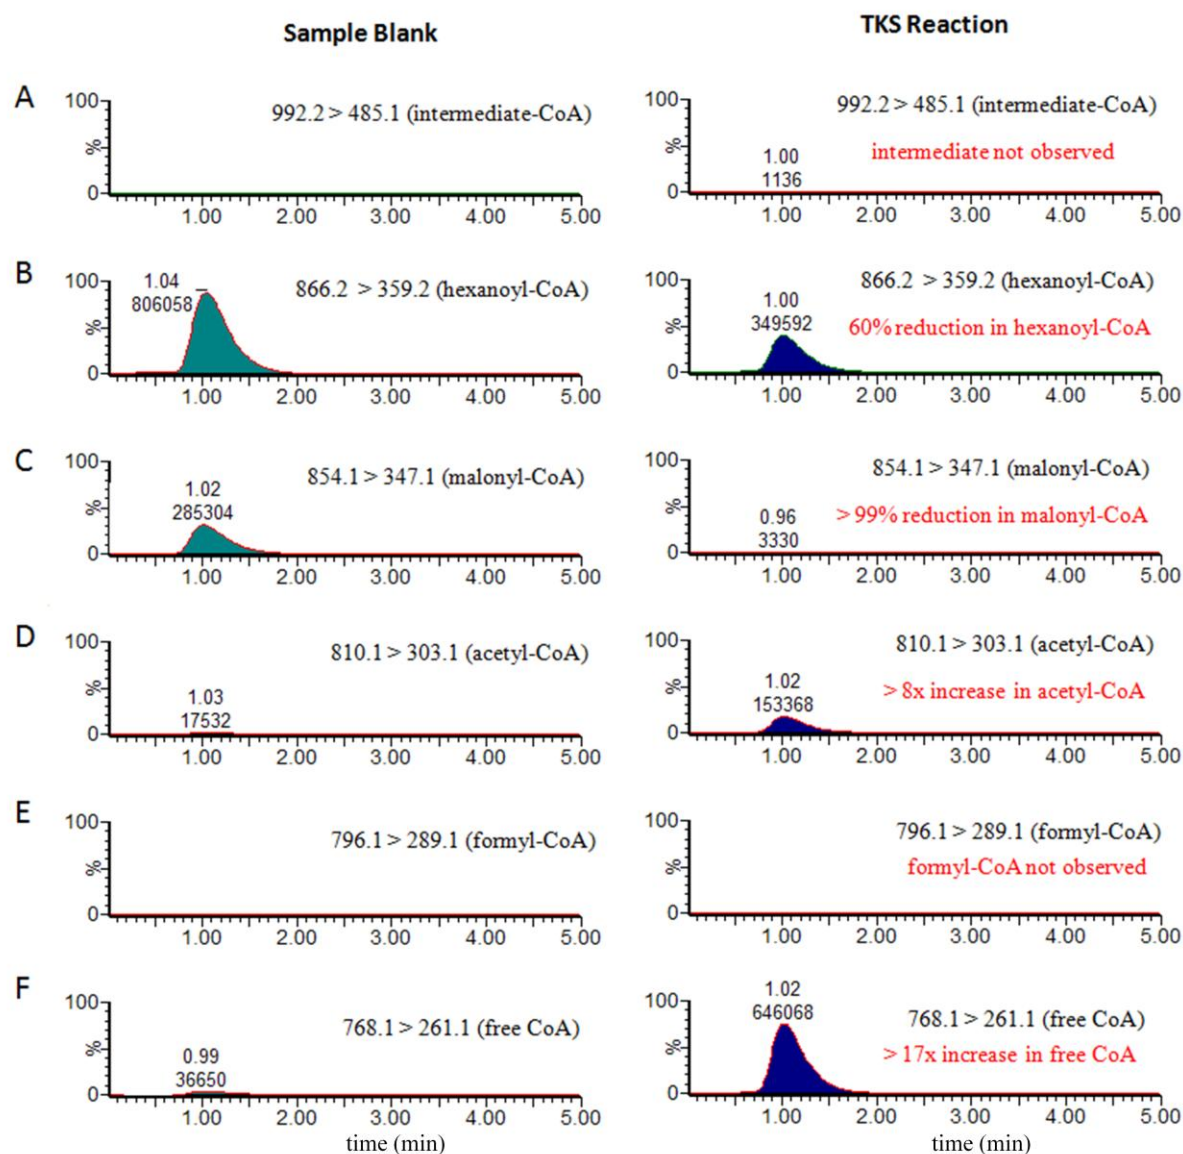 Sample Blank
TKS Reaction
A
100
%
0
992.2 > 485.1 (intermediate-CoA)
1.00 2.00 3.00 4.00 5.00
100
%
0
992.2 > 485.1 (intermediate-CoA)
intermediate not observed
1.00
1136
1.00 2.00 3.00 4.00 5.00
B
100
%
0
1.04
806058
866.2 > 359.2 (hexanoyl-CoA)
1.00 2.00 3.00 4.00 5.00
100
%
0
866.2 > 359.2 (hexanoyl-CoA)
1.00
349592
60% reduction in hexanoyl-CoA
1.00 2.00 3.00 4.00 5.00
C
100
%
0
854.1 > 347.1 (malonyl-CoA)
1.02
285304
1.00 2.00 3.00 4.00 5.00
100
%
0
854.1 > 347.1 (malonyl-CoA)
> 99% reduction in malonyl-CoA
0.96
3330
1.00 2.00 3.00 4.00 5.00
D
100
%
0
810.1 > 303.1 (acetyl-CoA)
1.03
17532
1.00 2.00 3.00 4.00 5.00
100
%
0
810.1 > 303.1 (acetyl-CoA)
1.02
153368
> 8x increase in acetyl-CoA
1.00 2.00 3.00 4.00 5.00
E
100
%
0
796.1 > 289.1 (formyl-CoA)
1.00 2.00 3.00 4.00 5.00
100
%
0
796.1 > 289.1 (formyl-CoA)
formyl-CoA not observed
1.00 2.00 3.00 4.00 5.00
F
100
%
0
768.1 > 261.1 (free CoA)
0.99
36650
1.00 2.00 3.00 4.00 5.00
time (min)
100
%
0
1.02
646068
768.1 > 261.1 (free CoA)
> 17x increase in free CoA
1.00 2.00 3.00 4.00 5.00
time (min)